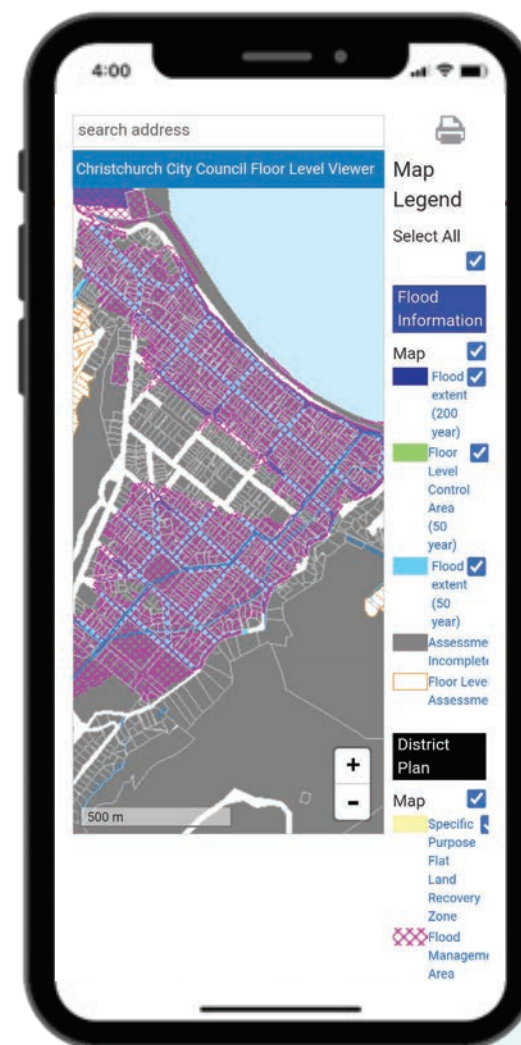 4:00
search address
Christchurch City Council Floor Level Viewer
500 m
+
-
Map
Legend
Select All
Flood
Information
Map
Flood
extent
(200
year)
Floor
Level
Control
Area
(50
year)
Flood
extent
(50
year)
Assessme
Incomplete
Floor Leve
Assessme
District
Plan
Map
Specific
Purpose
Flat
Land
Recovery
Zone
Flood
Manageme
Area